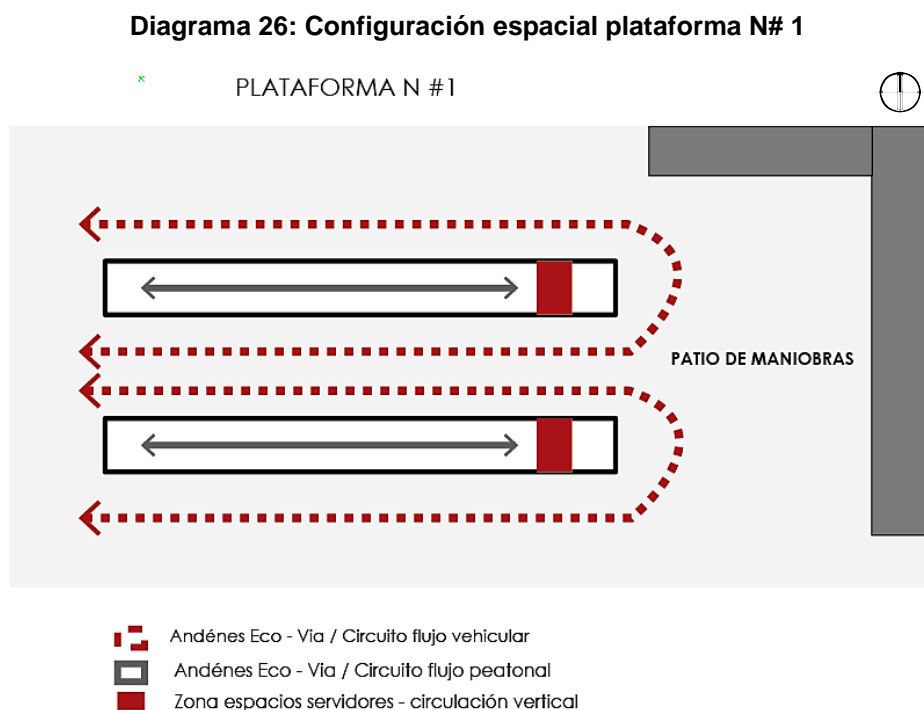 Diagrama 26: Configuración espacial plataforma N# 1
PLATAFORMA N #1
PATIO DE MANIOBRAS
Andénes Eco - Via / Circuito flujo vehicular
Andénes Eco - Via / Circuito flujo peatonal
Zona espacios servidores - circulación vertical